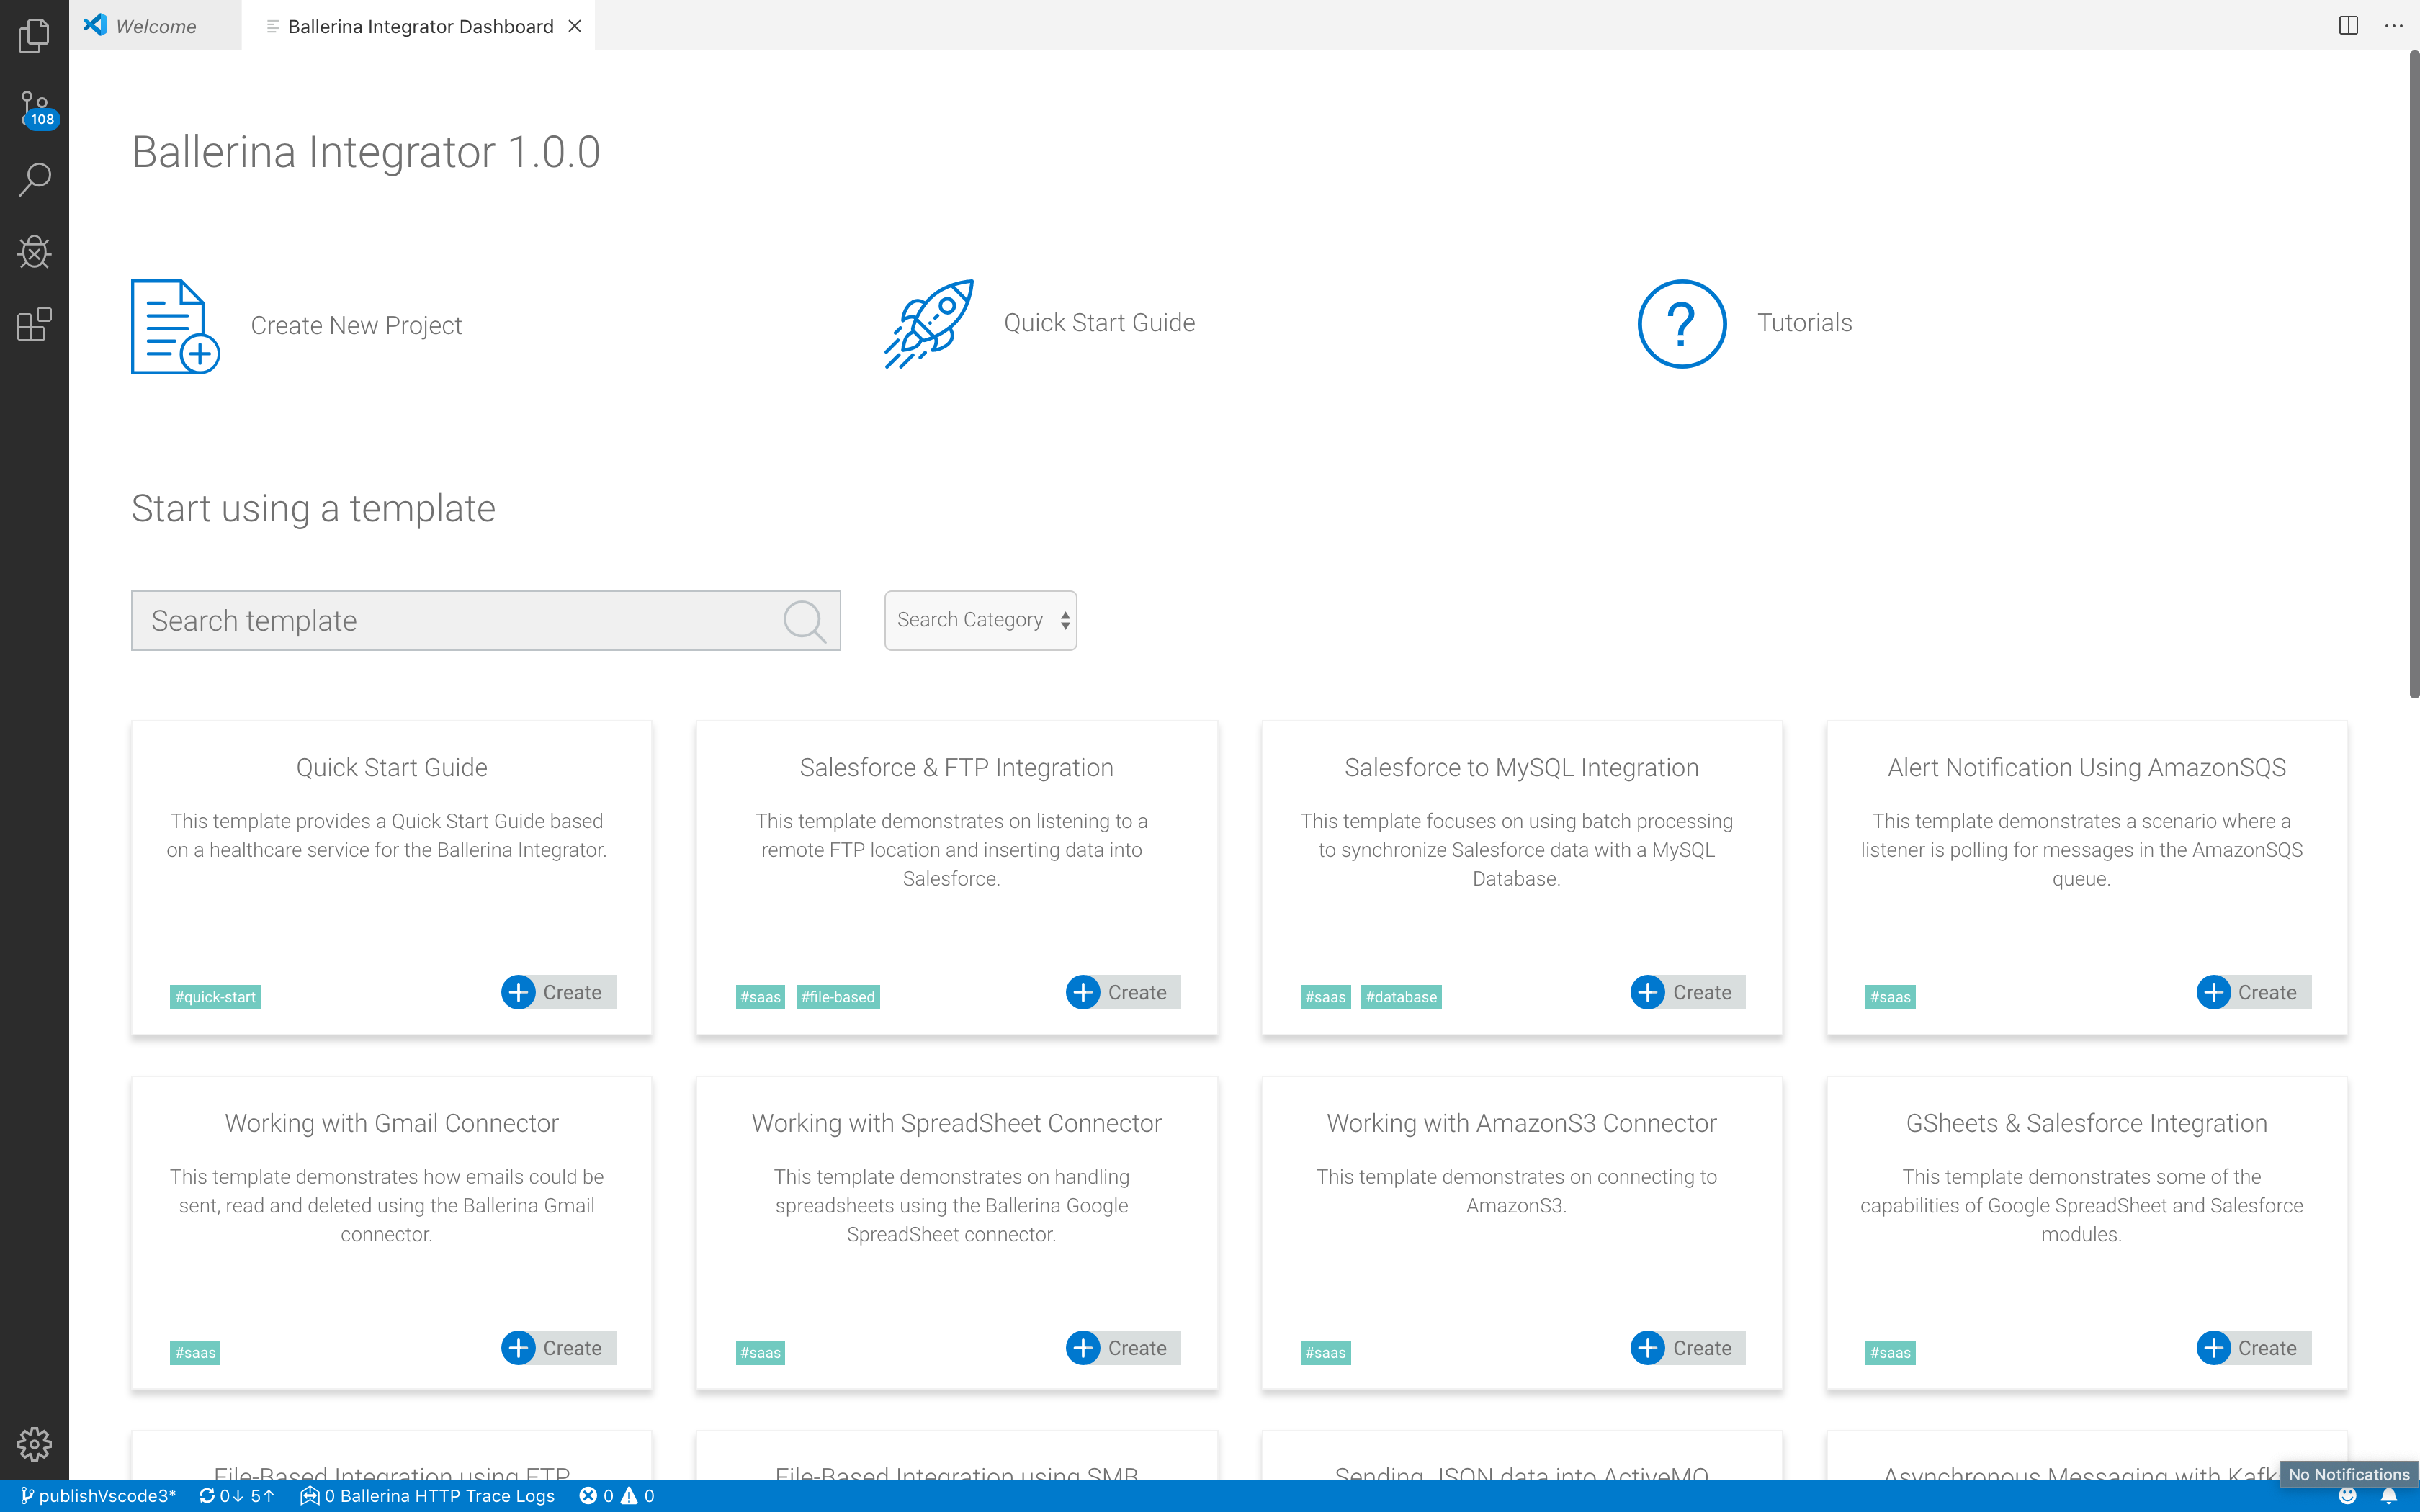 Welcome
Ballerina Integrator Dashboard
108
Ballerina Integrator 1.0.0
Create New Project
Quick Start Guide
Tutorials
Start using a template
Search template
Search Category
Quick Start Guide
This template provides a Quick Start Guide based
on a healthcare service for the Ballerina Integrator.
#quick-start
Create
Salesforce & FTP Integration
This template demonstrates on listening to a
remote FTP location and inserting data into
Salesforce.
#saas #file-based
Create
Salesforce to MySQL Integration
This template focuses on using batch processing
to synchronize Salesforce data with a MySQL
Database.
#saas #database
Create
Alert Notification Using AmazonSQS
This template demonstrates a scenario where a
listener is polling for messages in the AmazonSQS
queue.
#saas
Create
Working with Gmail Connector
This template demonstrates how emails could be
sent, read and deleted using the Ballerina Gmail
connector.
#saas
Create
Working with SpreadSheet Connector
This template demonstrates on handling
spreadsheets using the Ballerina Google
SpreadSheet connector.
#saas
Create
Working with AmazonS3 Connector
This template demonstrates on connecting to
AmazonS3.
#saas
Create
GSheets & Salesforce Integration
This template demonstrates some of the
capabilities of Google SpreadSheet and Salesforce
modules.
#saas
Create
File-Based Integration using FTP
File-Based Integration using SMB
Sending JSON data into ActiveMQ
Asynchronous Messaging with Kafk
No Notifications
publishVscode3* 0↓ 5↑ 0 Ballerina HTTP Trace Logs 0 0